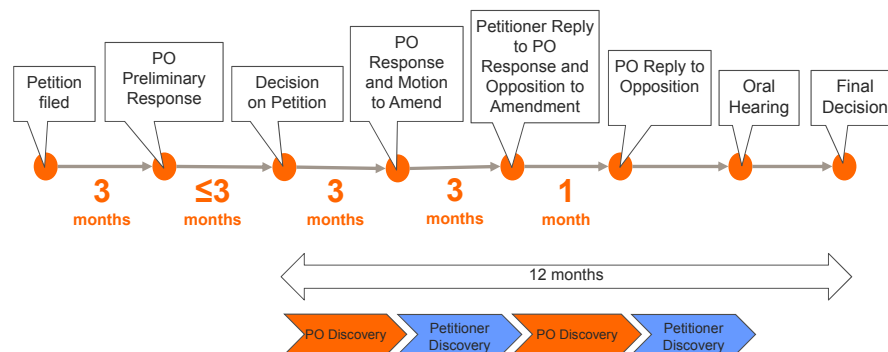 Petition
filed
PO
Preliminary
Response
Decision
on Petition
PO
Response
and Motion
to Amend
Petitioner Reply
to PO
Response and
Opposition to
Amendment
PO Reply to
Opposition
Oral
Hearing
Final
Decision
3
months
≤3
months
3
months
3
months
1
month
12 months
PO Discovery
Petitioner
Discovery
PO Discovery
Petitioner
Discovery